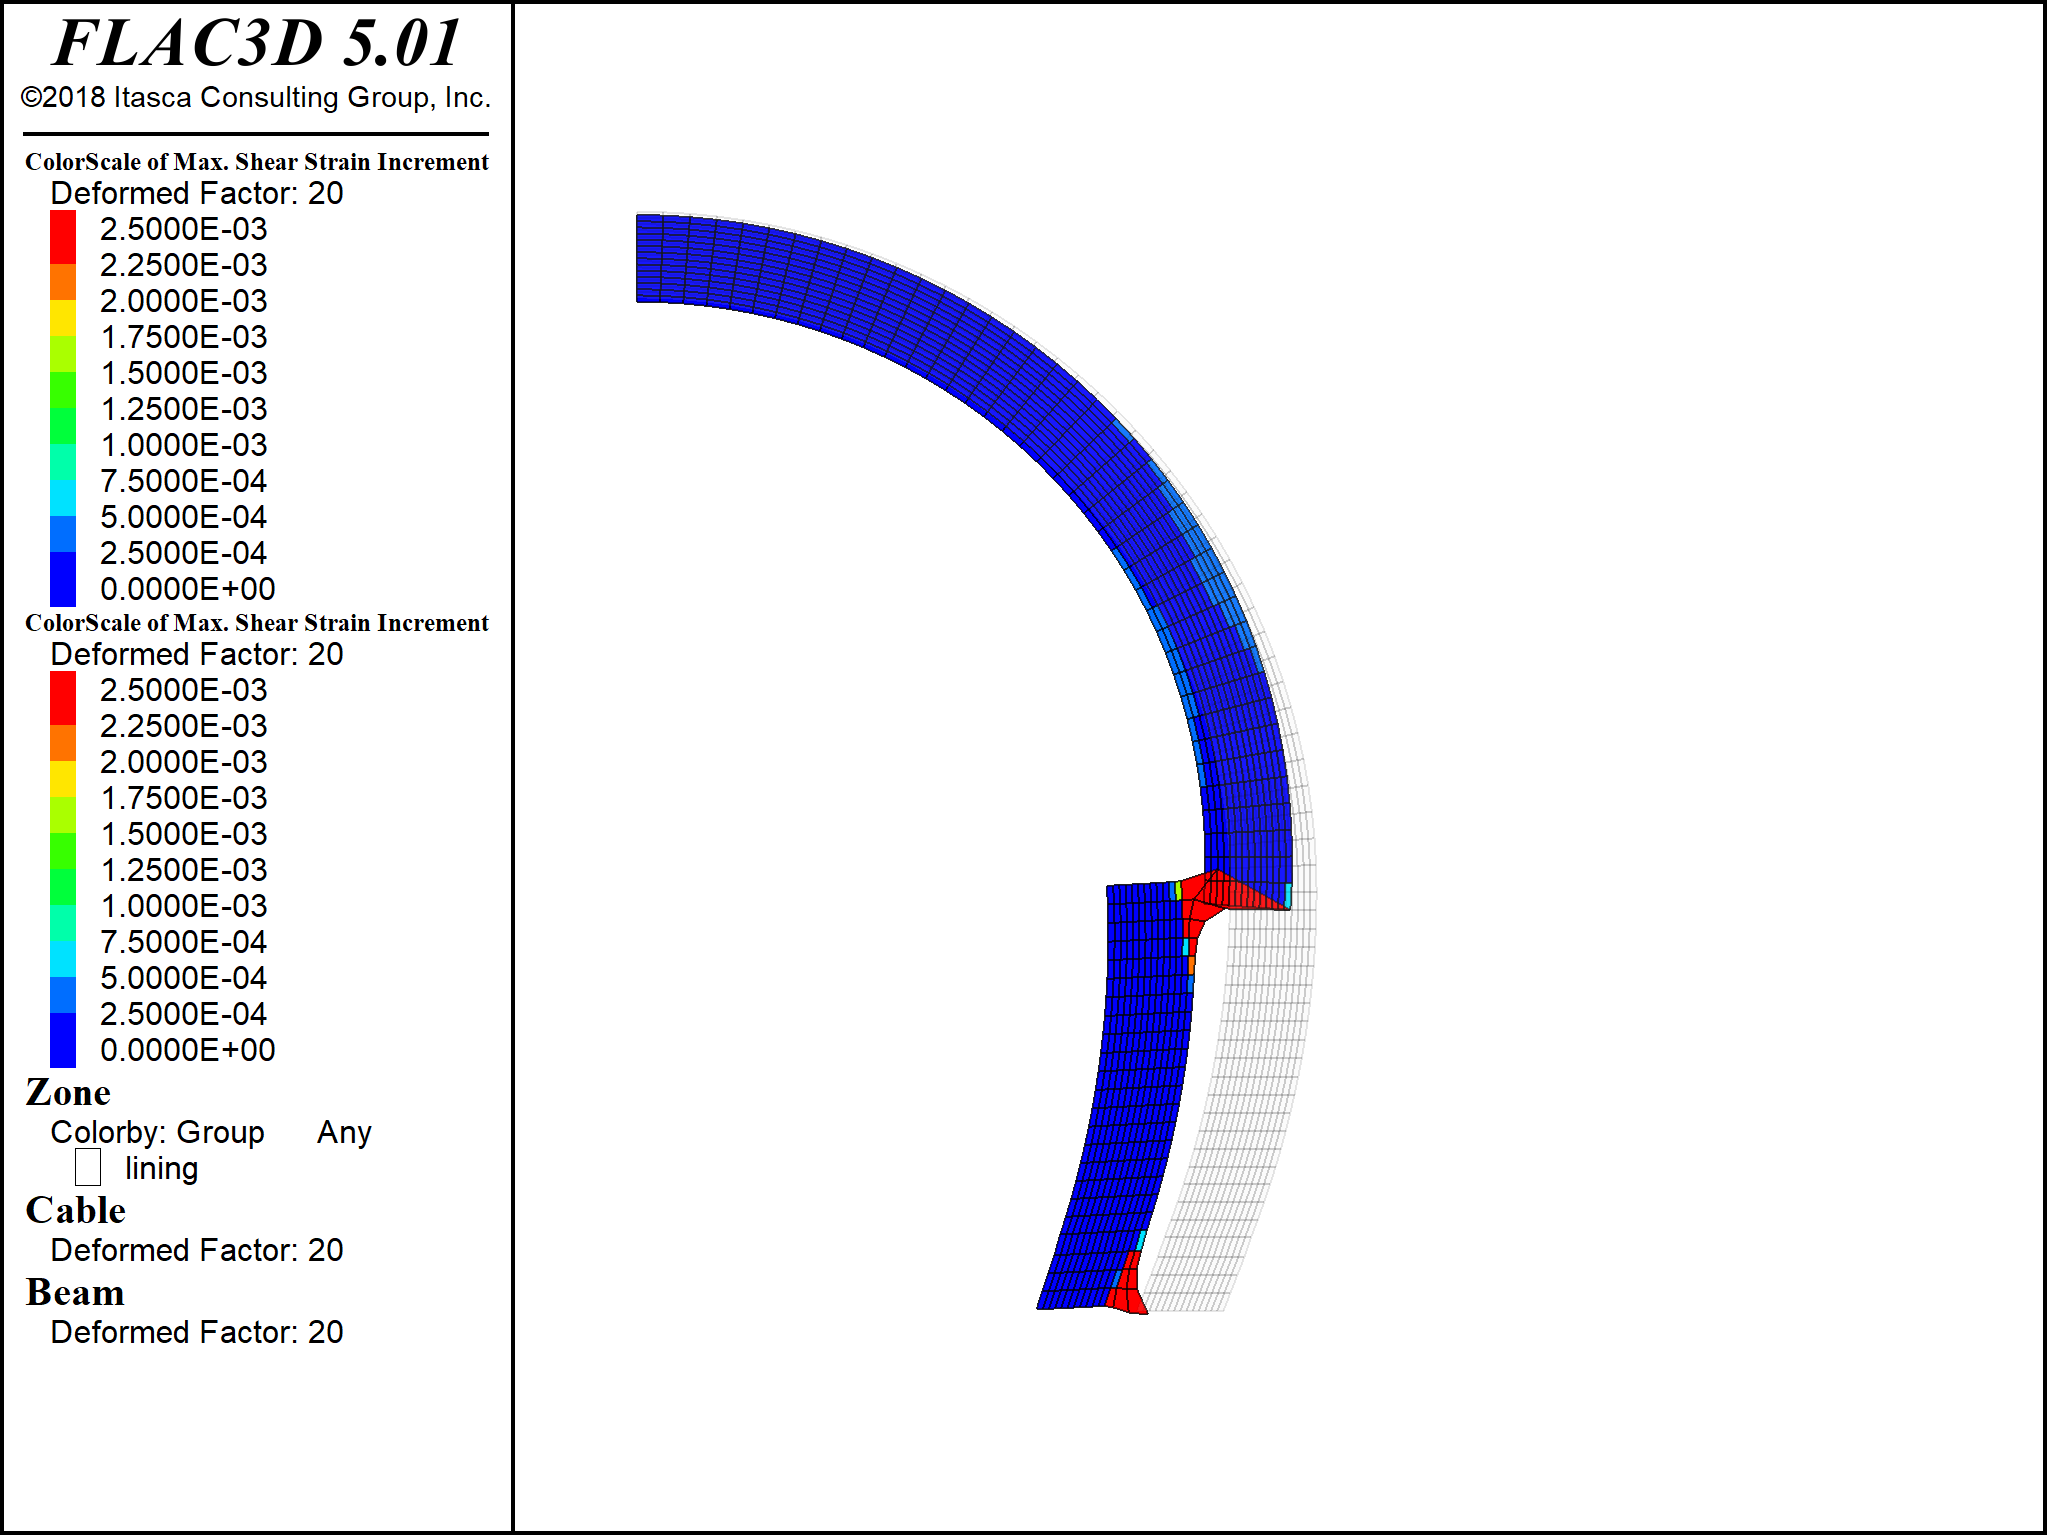 FLAC3D 5.01
©2018 Itasca Consulting Group, Inc.
ColorScale of Max. Shear Strain Increment
Deformed Factor: 20
2.5000E-03
2.2500E-03
2.0000E-03
1.7500E-03
1.5000E-03
1.2500E-03
1.0000E-03
7.5000E-04
5.0000E-04
2.5000E-04
0.0000E+00
ColorScale of Max. Shear Strain Increment
Deformed Factor: 20
2.5000E-03
2.2500E-03
2.0000E-03
1.7500E-03
1.5000E-03
1.2500E-03
1.0000E-03
7.5000E-04
5.0000E-04
2.5000E-04
0.0000E+00
Zone
Colorby: Group Any
lining
Cable
Deformed Factor: 20
Beam
Deformed Factor: 20